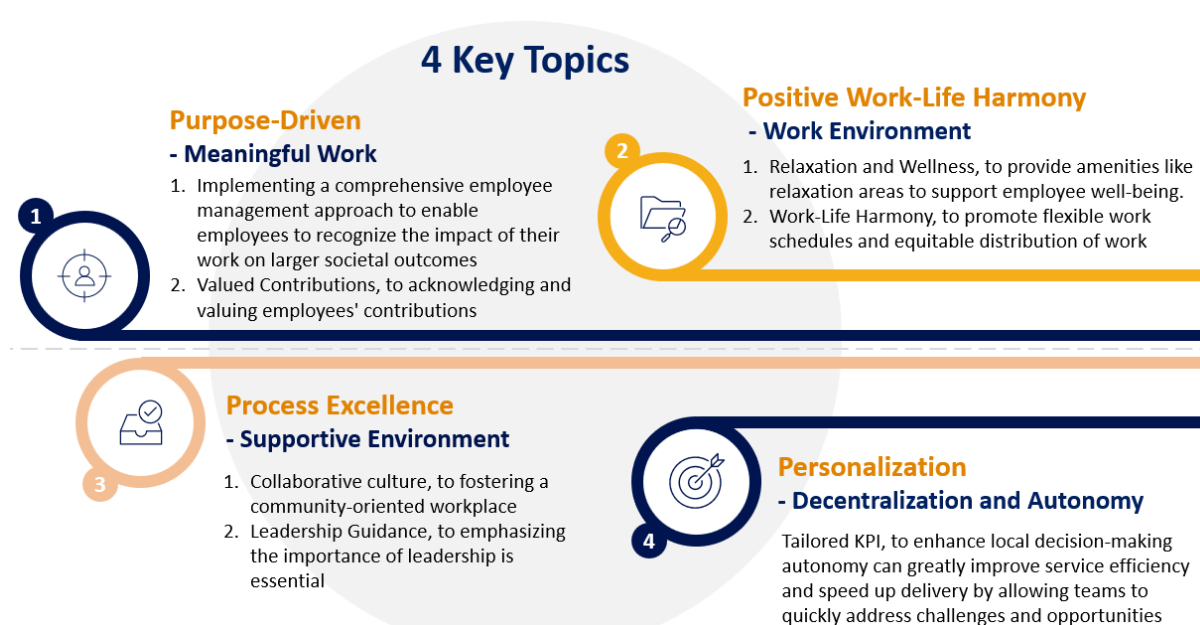 4 Key Topics
1
Purpose-Driven
- Meaningful Work
1. Implementing a comprehensive employee
management approach to enable
employees to recognize the impact of their
work on larger societal outcomes
2. Valued Contributions, to acknowledging and
valuing employees' contributions
2
Positive Work-Life Harmony
- Work Environment
1. Relaxation and Wellness, to provide amenities like
relaxation areas to support employee well-being.
2. Work-Life Harmony, to promote flexible work
schedules and equitable distribution of work
3
Process Excellence
- Supportive Environment
1. Collaborative culture, to fostering a
community-oriented workplace
2. Leadership Guidance, to emphasizing
the importance of leadership is
essential
4
Personalization
- Decentralization and Autonomy
Tailored KPI, to enhance local decision-making
autonomy can greatly improve service efficiency
and speed up delivery by allowing teams to
quickly address challenges and opportunities